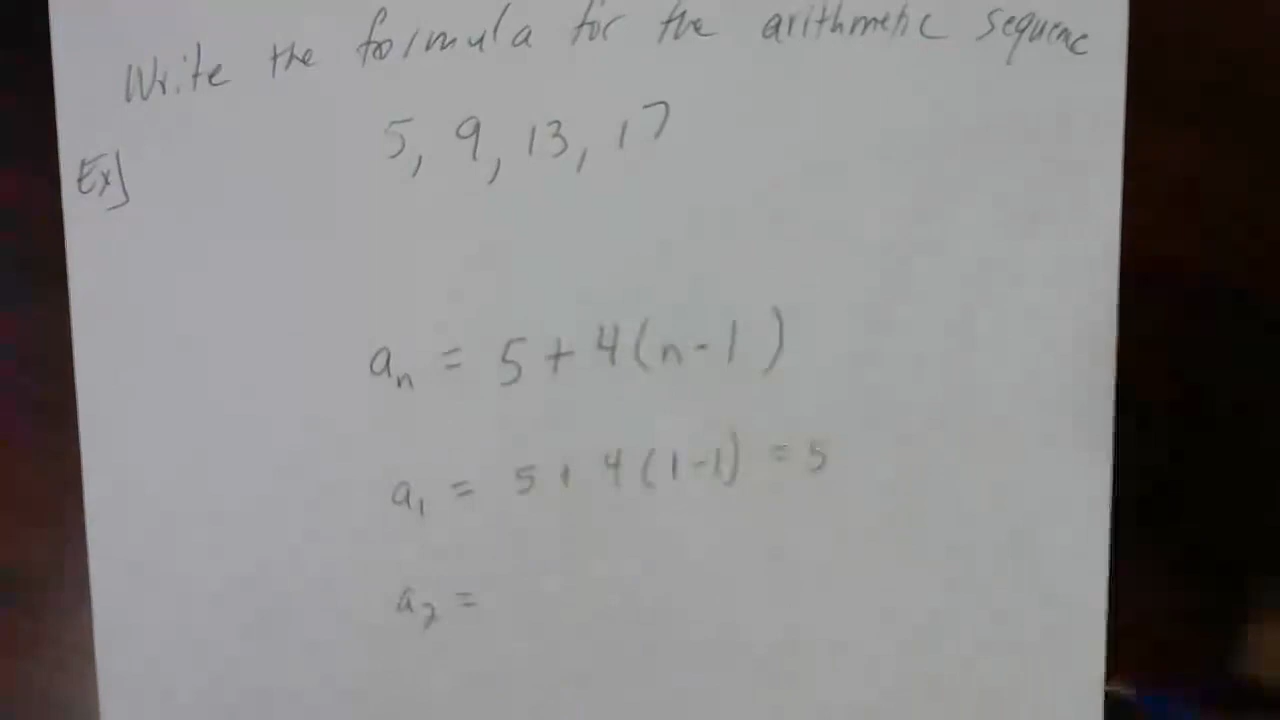 Write the formula for the arithmetic sequenc
Ex]
5, 9, 13, 17
aₙ = 5 + 4(n-1)
a₁ = 5 + 4(1-1) = 5
a₂ =